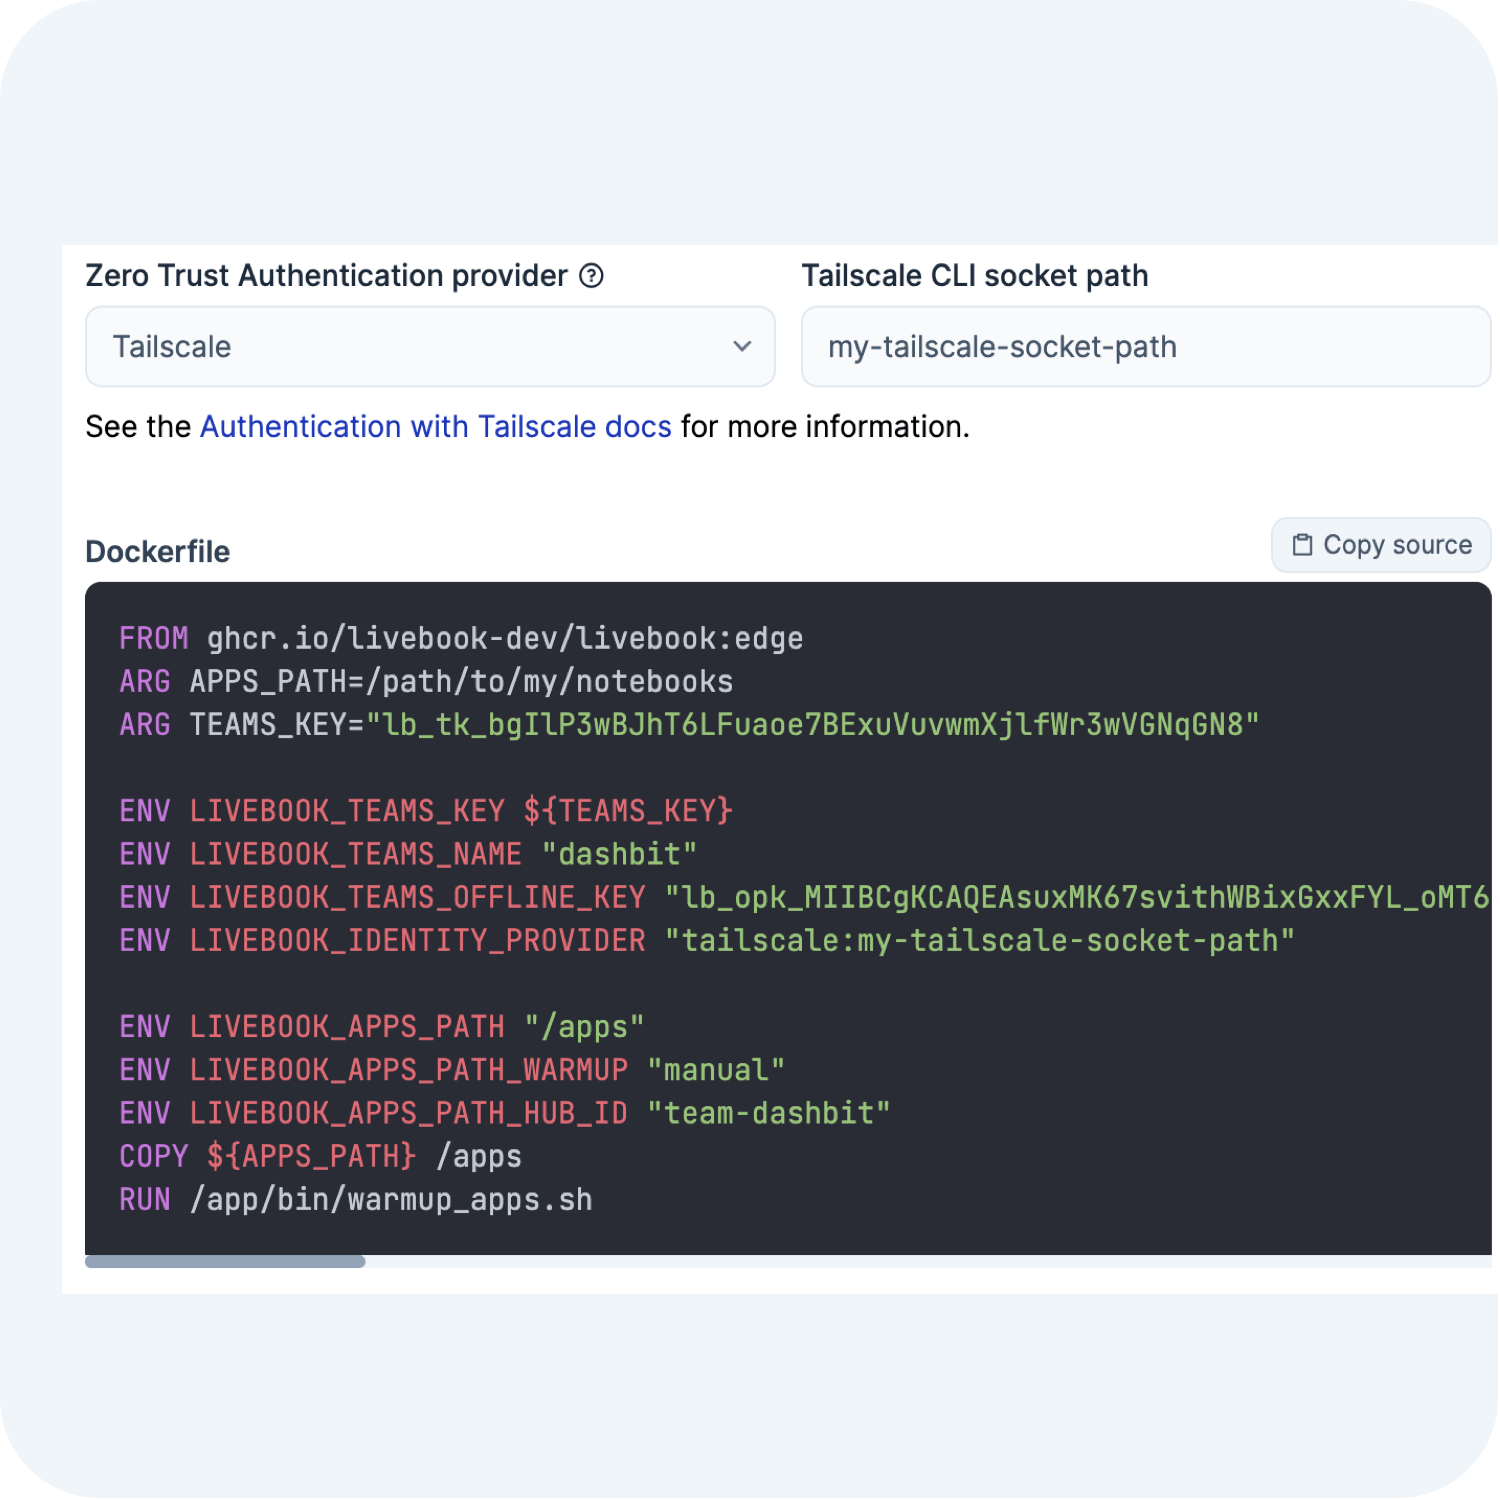 Zero Trust Authentication provider
Tailscale CLI socket path
Tailscale
my-tailscale-socket-path
See the Authentication with Tailscale docs for more information.
Dockerfile
Copy source
FROM ghcr.io/livebook-dev/livebook:edge
ARG APPS_PATH=/path/to/my/notebooks
ARG TEAMS_KEY="lb_tk_bgIlP3wBJhT6LFuaoe7BExuVuvwmXjlfWr3wVGNqGN8"
ENV LIVEBOOK_TEAMS_KEY ${TEAMS_KEY}
ENV LIVEBOOK_TEAMS_NAME "dashbit"
ENV LIVEBOOK_TEAMS_OFFLINE_KEY "lb_opk_MIIBCgKCAQEAsuxMK67svithWBixGxxFYL_oMT6
ENV LIVEBOOK_IDENTITY_PROVIDER "tailscale:my-tailscale-socket-path"
ENV LIVEBOOK_APPS_PATH "/apps"
ENV LIVEBOOK_APPS_PATH_WARMUP "manual"
ENV LIVEBOOK_APPS_PATH_HUB_ID "team-dashbit"
COPY ${APPS_PATH} /apps
RUN /app/bin/warmup_apps.sh